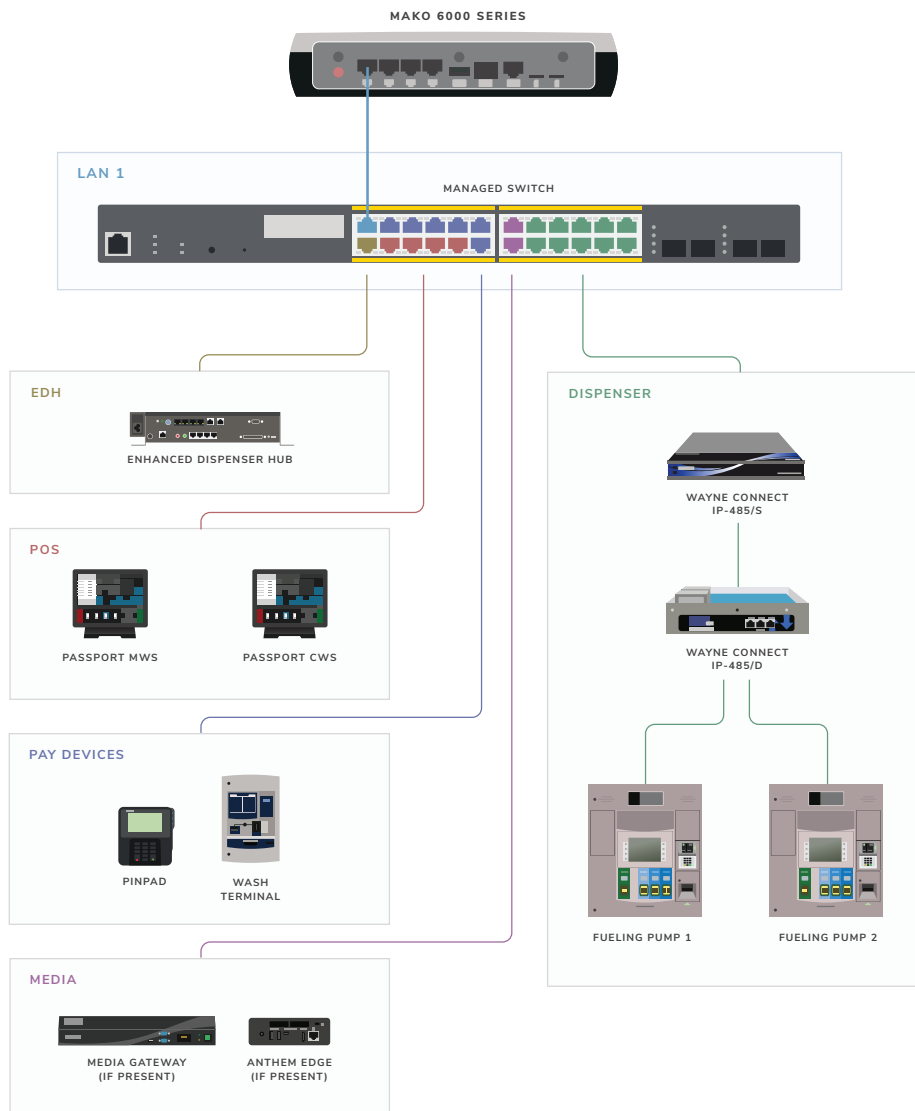 MAKO 6000 SERIES
LAN 1
MANAGED SWITCH
EDH
ENHANCED DISPENSER HUB
POS
PASSPORT MWS
PASSPORT CWS
PAY DEVICES
PINPAD
WASH
TERMINAL
MEDIA
MEDIA GATEWAY
(IF PRESENT)
ANTHEM EDGE
(IF PRESENT)
DISPENSER
WAYNE CONNECT
IP-485/S
WAYNE CONNECT
IP-485/D
FUELING PUMP 1
FUELING PUMP 2